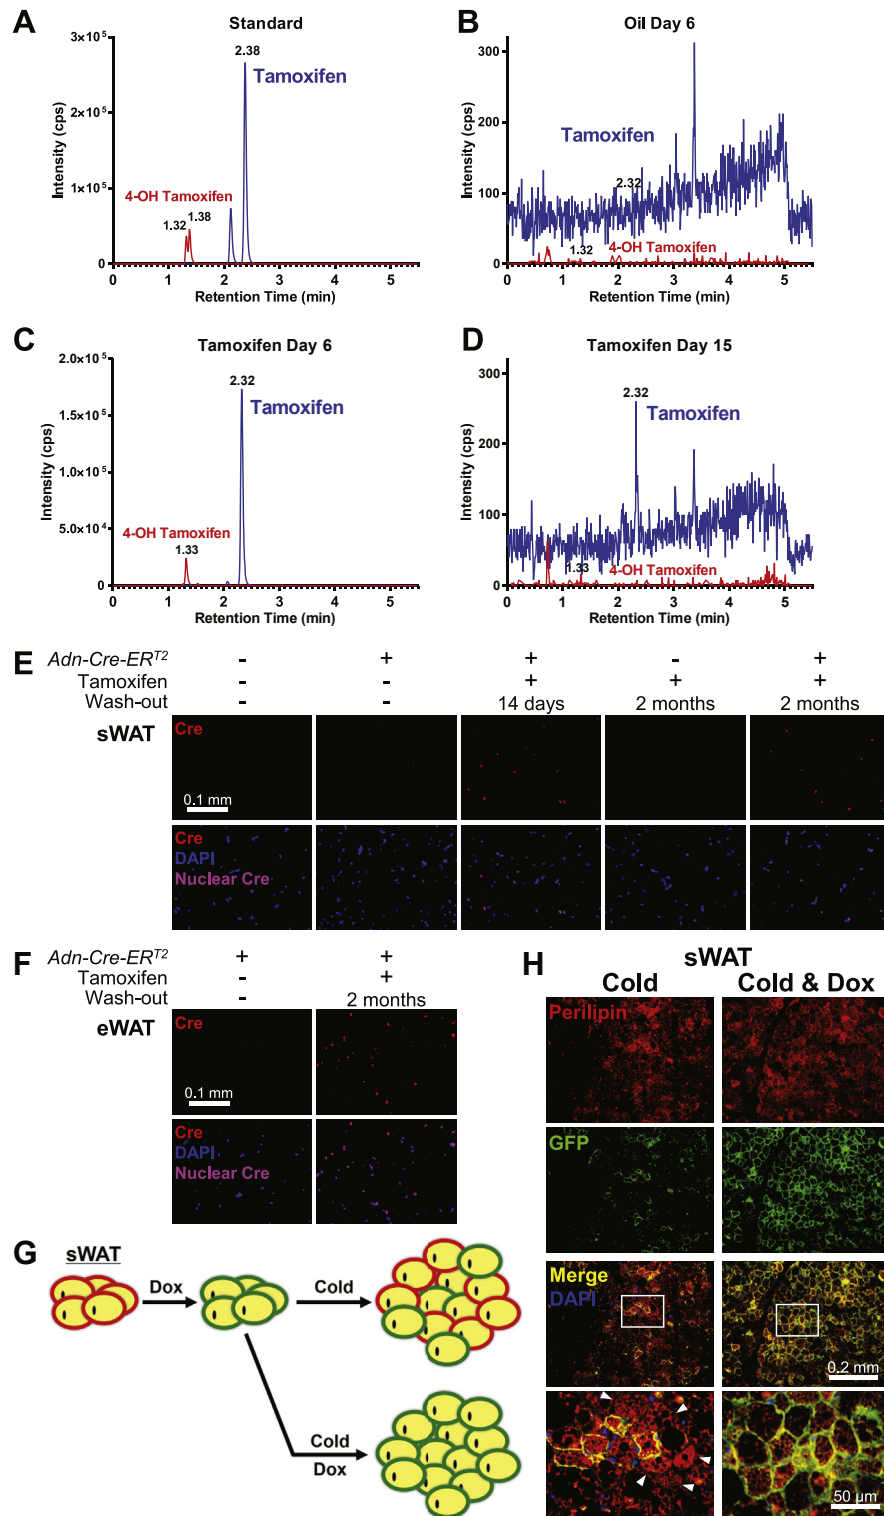 A
Standard
3×10⁵
2×10⁵
1×10⁵
0
Intensity (cps)
2.38
Tamoxifen
4-OH Tamoxifen
1.32
1.38
0 1 2 3 4 5
Retention Time (min)
B
Oil Day 6
300
200
100
0
Intensity (cps)
Tamoxifen
2.32
1.32
4-OH Tamoxifen
0 1 2 3 4 5
Retention Time (min)
C
Tamoxifen Day 6
2.0×10⁵
1.5×10⁵
1.0×10⁵
5.0×10⁴
0
Intensity (cps)
2.32
Tamoxifen
4-OH Tamoxifen
1.33
0 1 2 3 4 5
Retention Time (min)
D
Tamoxifen Day 15
300
200
100
0
Intensity (cps)
2.32
Tamoxifen
1.33
4-OH Tamoxifen
0 1 2 3 4 5
Retention Time (min)
E
Adn-Cre-ERᵀ² - + + - +
Tamoxifen - - + + +
Wash-out - - 14 days 2 months 2 months
sWAT
Cre
0.1 mm
Cre
DAPI
Nuclear Cre
F
Adn-Cre-ERᵀ² + +
Tamoxifen - +
Wash-out - 2 months
eWAT
Cre
0.1 mm
Cre
DAPI
Nuclear Cre
G
sWAT
Dox
Cold
Cold
Dox
H
sWAT
Cold Cold & Dox
Perilipin
GFP
Merge
DAPI
0.2 mm
50 µm